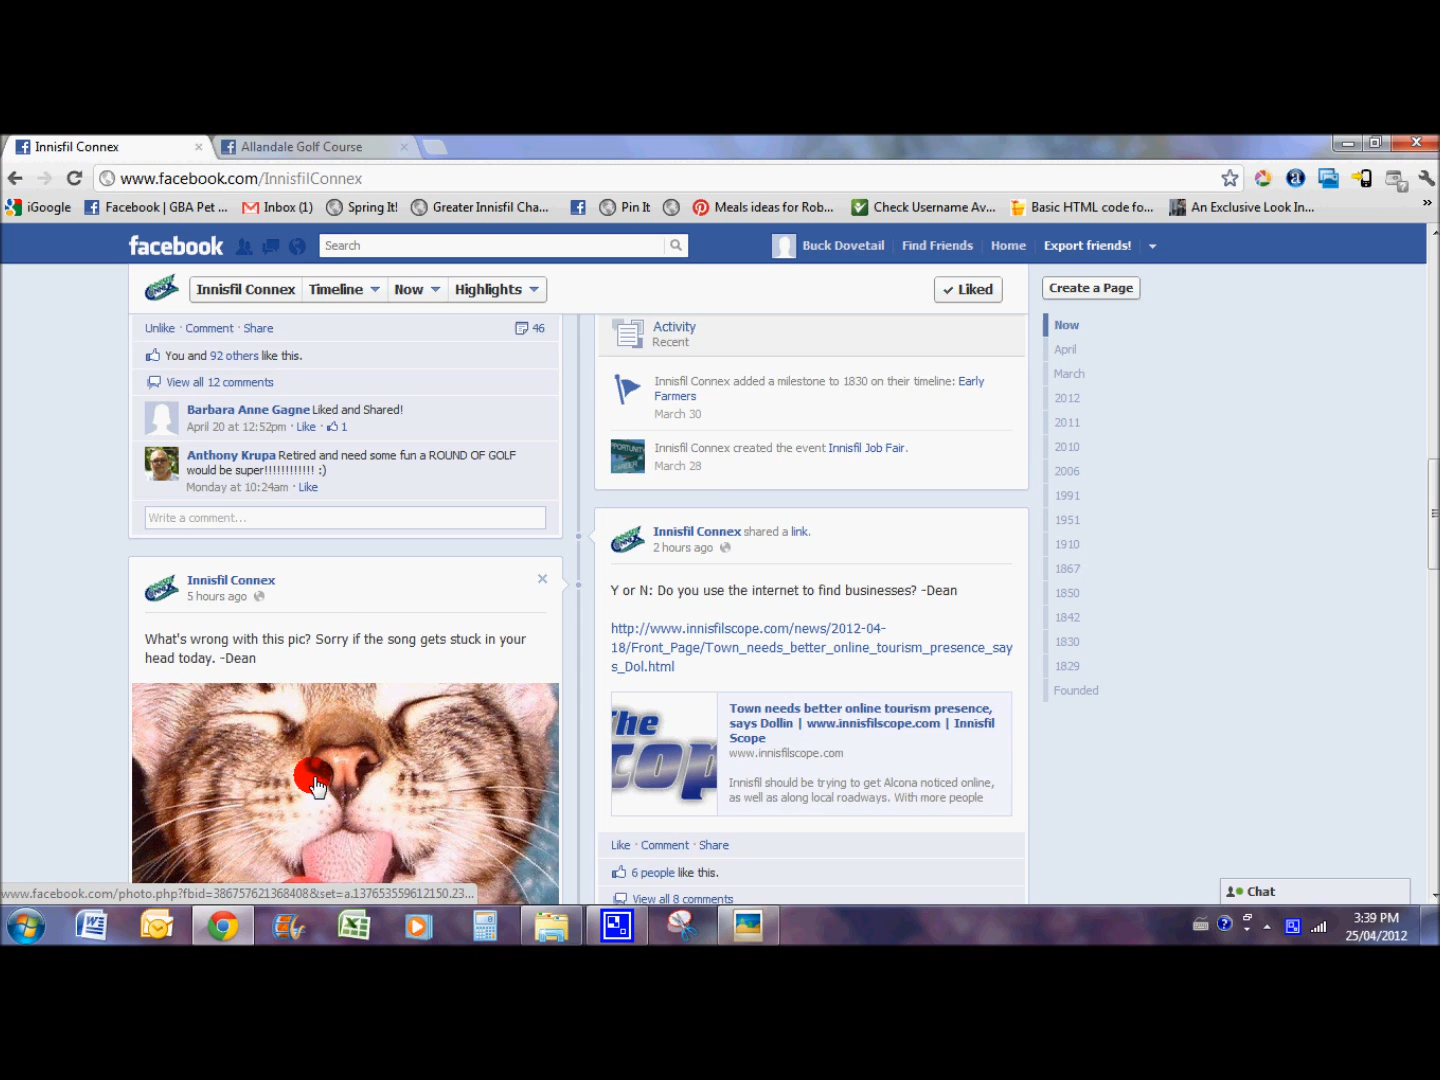 Innisfil Connex
Allandale Golf Course
www.facebook.com/InnisfilConnex
iGoogle
Facebook | GBA Pet ...
Inbox (1)
Spring It!
Greater Innisfil Cha...
Pin It
Meals ideas for Rob...
Check Username Av...
Basic HTML code fo...
An Exclusive Look In...
facebook
Search
Buck Dovetail
Find Friends
Home
Export friends!
Innisfil Connex
Timeline
Now
Highlights
Liked
Create a Page
Unlike · Comment · Share
46
You and 92 others like this.
View all 12 comments
Barbara Anne Gagne Liked and Shared!
April 20 at 12:52pm · Like · 1
Anthony Krupa Retired and need some fun a ROUND OF GOLF
would be super!!!!!!!!!!!! :)
Monday at 10:24am · Like
Write a comment...
Innisfil Connex
5 hours ago
What's wrong with this pic? Sorry if the song gets stuck in your
head today. -Dean
www.facebook.com/photo.php?fbid=386757621368408&set=a.137653559612150.23...
Activity
Recent
Innisfil Connex added a milestone to 1830 on their timeline: Early
Farmers
March 30
Innisfil Connex created the event Innisfil Job Fair.
March 28
Innisfil Connex shared a link.
2 hours ago
Y or N: Do you use the internet to find businesses? -Dean
http://www.innisfilscope.com/news/2012-04-
18/Front_Page/Town_needs_better_online_tourism_presence_say
s_Dol.html
The
Scop
Town needs better online tourism presence,
says Dollin | www.innisfilscope.com | Innisfil
Scope
www.innisfilscope.com
Innisfil should be trying to get Alcona noticed online,
as well as along local roadways. With more people
Like · Comment · Share
6 people like this.
View all 8 comments
Now
April
March
2012
2011
2010
2006
1991
1951
1910
1867
1850
1842
1830
1829
Founded
Chat
3:39 PM
25/04/2012